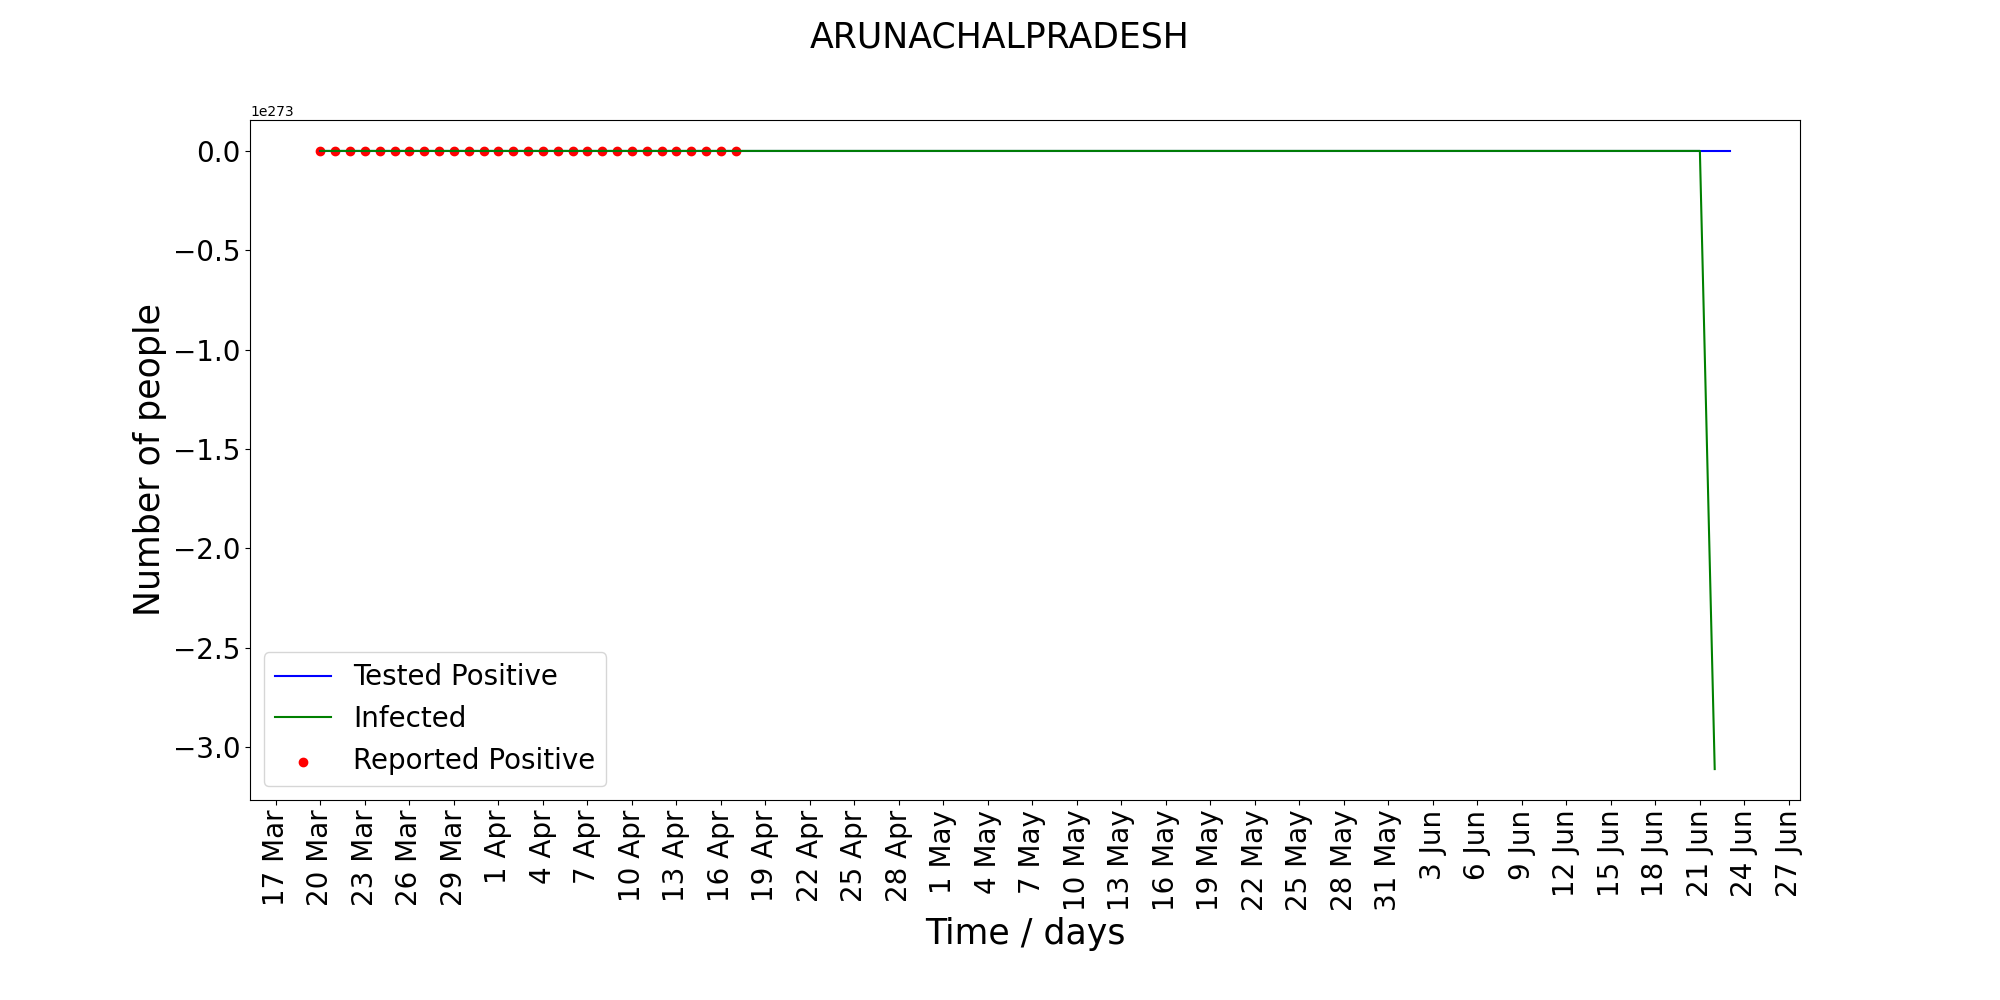 ARUNACHALPRADESH
1e273
0.0
−0.5
−1.0
−1.5
−2.0
−2.5
−3.0
Number of people
Tested Positive
Infected
Reported Positive
17 Mar
20 Mar
23 Mar
26 Mar
29 Mar
1 Apr
4 Apr
7 Apr
10 Apr
13 Apr
16 Apr
19 Apr
22 Apr
25 Apr
28 Apr
1 May
4 May
7 May
10 May
13 May
16 May
19 May
22 May
25 May
28 May
31 May
3 Jun
6 Jun
9 Jun
12 Jun
15 Jun
18 Jun
21 Jun
24 Jun
27 Jun
Time / days